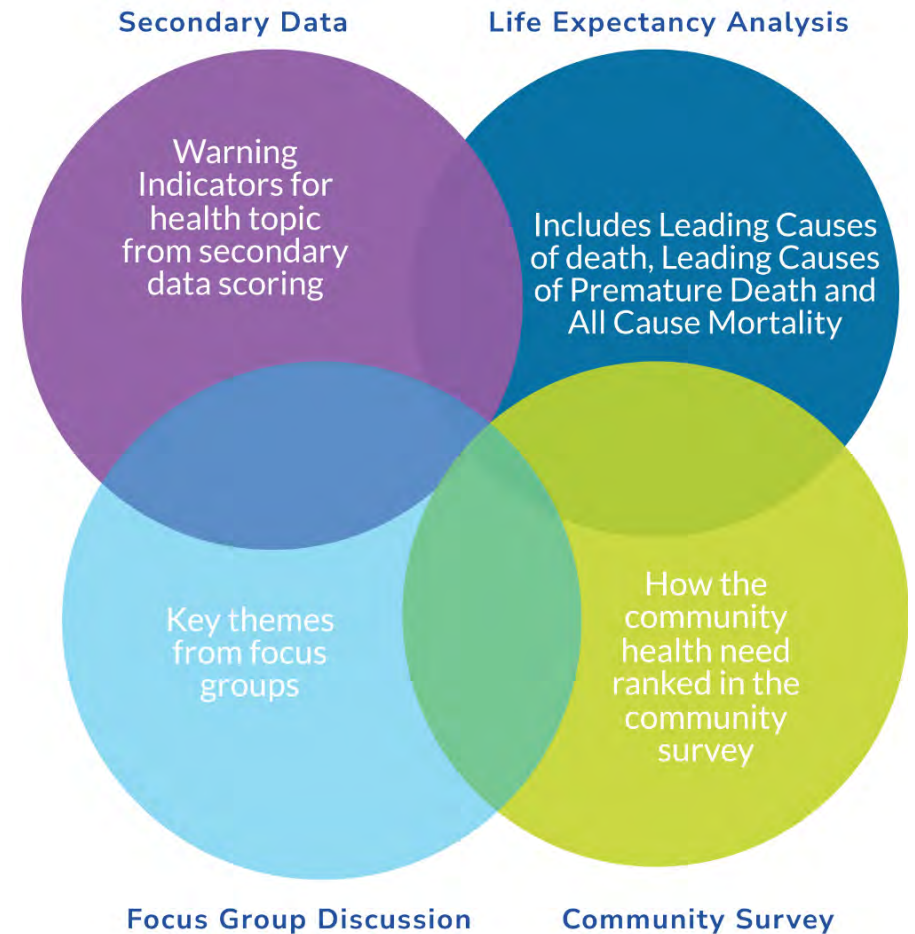 Secondary Data
Life Expectancy Analysis
Warning
Indicators for
health topic
from secondary
data scoring
Includes Leading Causes
of death, Leading Causes
of Premature Death and
All Cause Mortality
Key themes
from focus
groups
How the
community
health need
ranked in the
community
survey
Focus Group Discussion
Community Survey